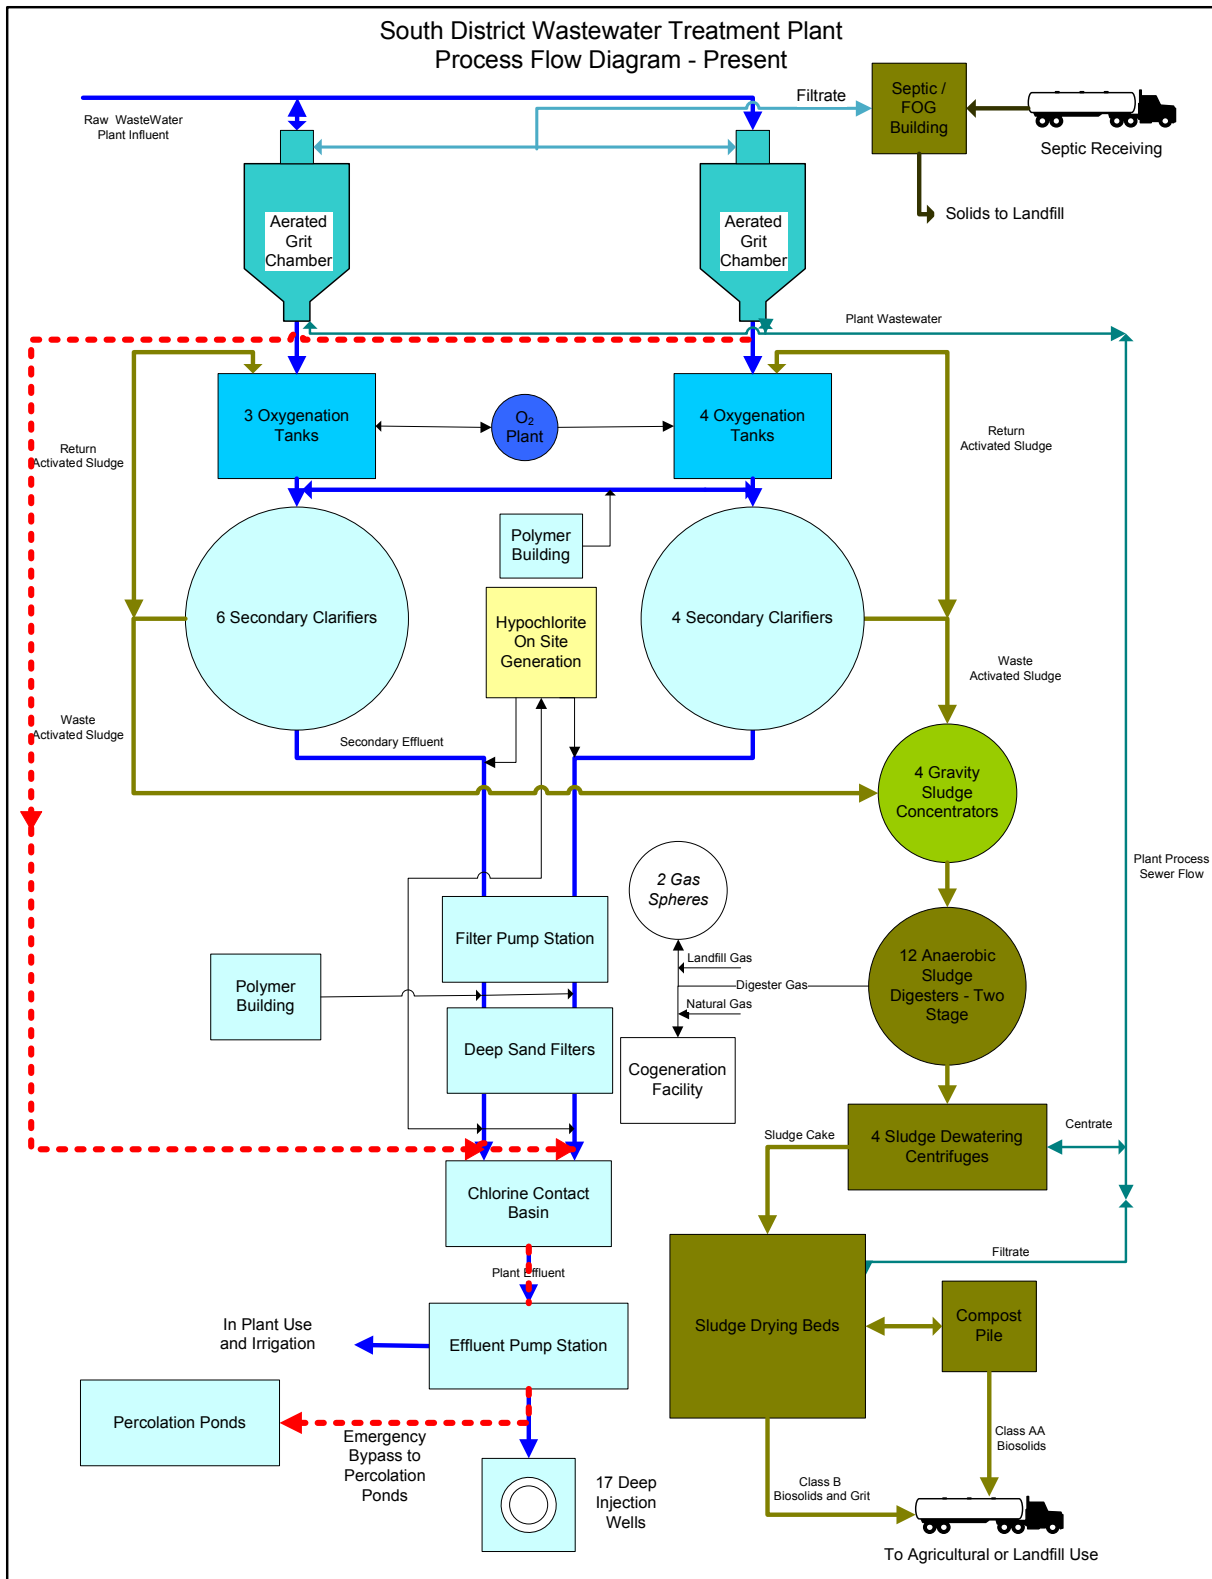 South District Wastewater Treatment Plant
Process Flow Diagram - Present
Raw WasteWater
Plant Influent
Filtrate
Septic /
FOG
Building
Septic Receiving
Solids to Landfill
Aerated
Grit
Chamber
Aerated
Grit
Chamber
Plant Wastewater
3 Oxygenation
Tanks
O2
Plant
4 Oxygenation
Tanks
Return
Activated Sludge
Return
Activated Sludge
Polymer
Building
6 Secondary Clarifiers
Hypochlorite
On Site
Generation
4 Secondary Clarifiers
Waste
Activated Sludge
Waste
Activated Sludge
Secondary Effluent
4 Gravity
Sludge
Concentrators
2 Gas
Spheres
Plant Process
Sewer Flow
Filter Pump Station
Landfill Gas
Digester Gas
Natural Gas
12 Anaerobic
Sludge
Digesters - Two
Stage
Polymer
Building
Deep Sand Filters
Cogeneration
Facility
Sludge Cake
4 Sludge Dewatering
Centrifuges
Centrate
Chlorine Contact
Basin
Plant Effluent
Filtrate
In Plant Use
and Irrigation
Effluent Pump Station
Sludge Drying Beds
Compost
Pile
Percolation Ponds
Emergency
Bypass to
Percolation
Ponds
17 Deep
Injection
Wells
Class AA
Biosolids
Class B
Biosolids and Grit
To Agricultural or Landfill Use